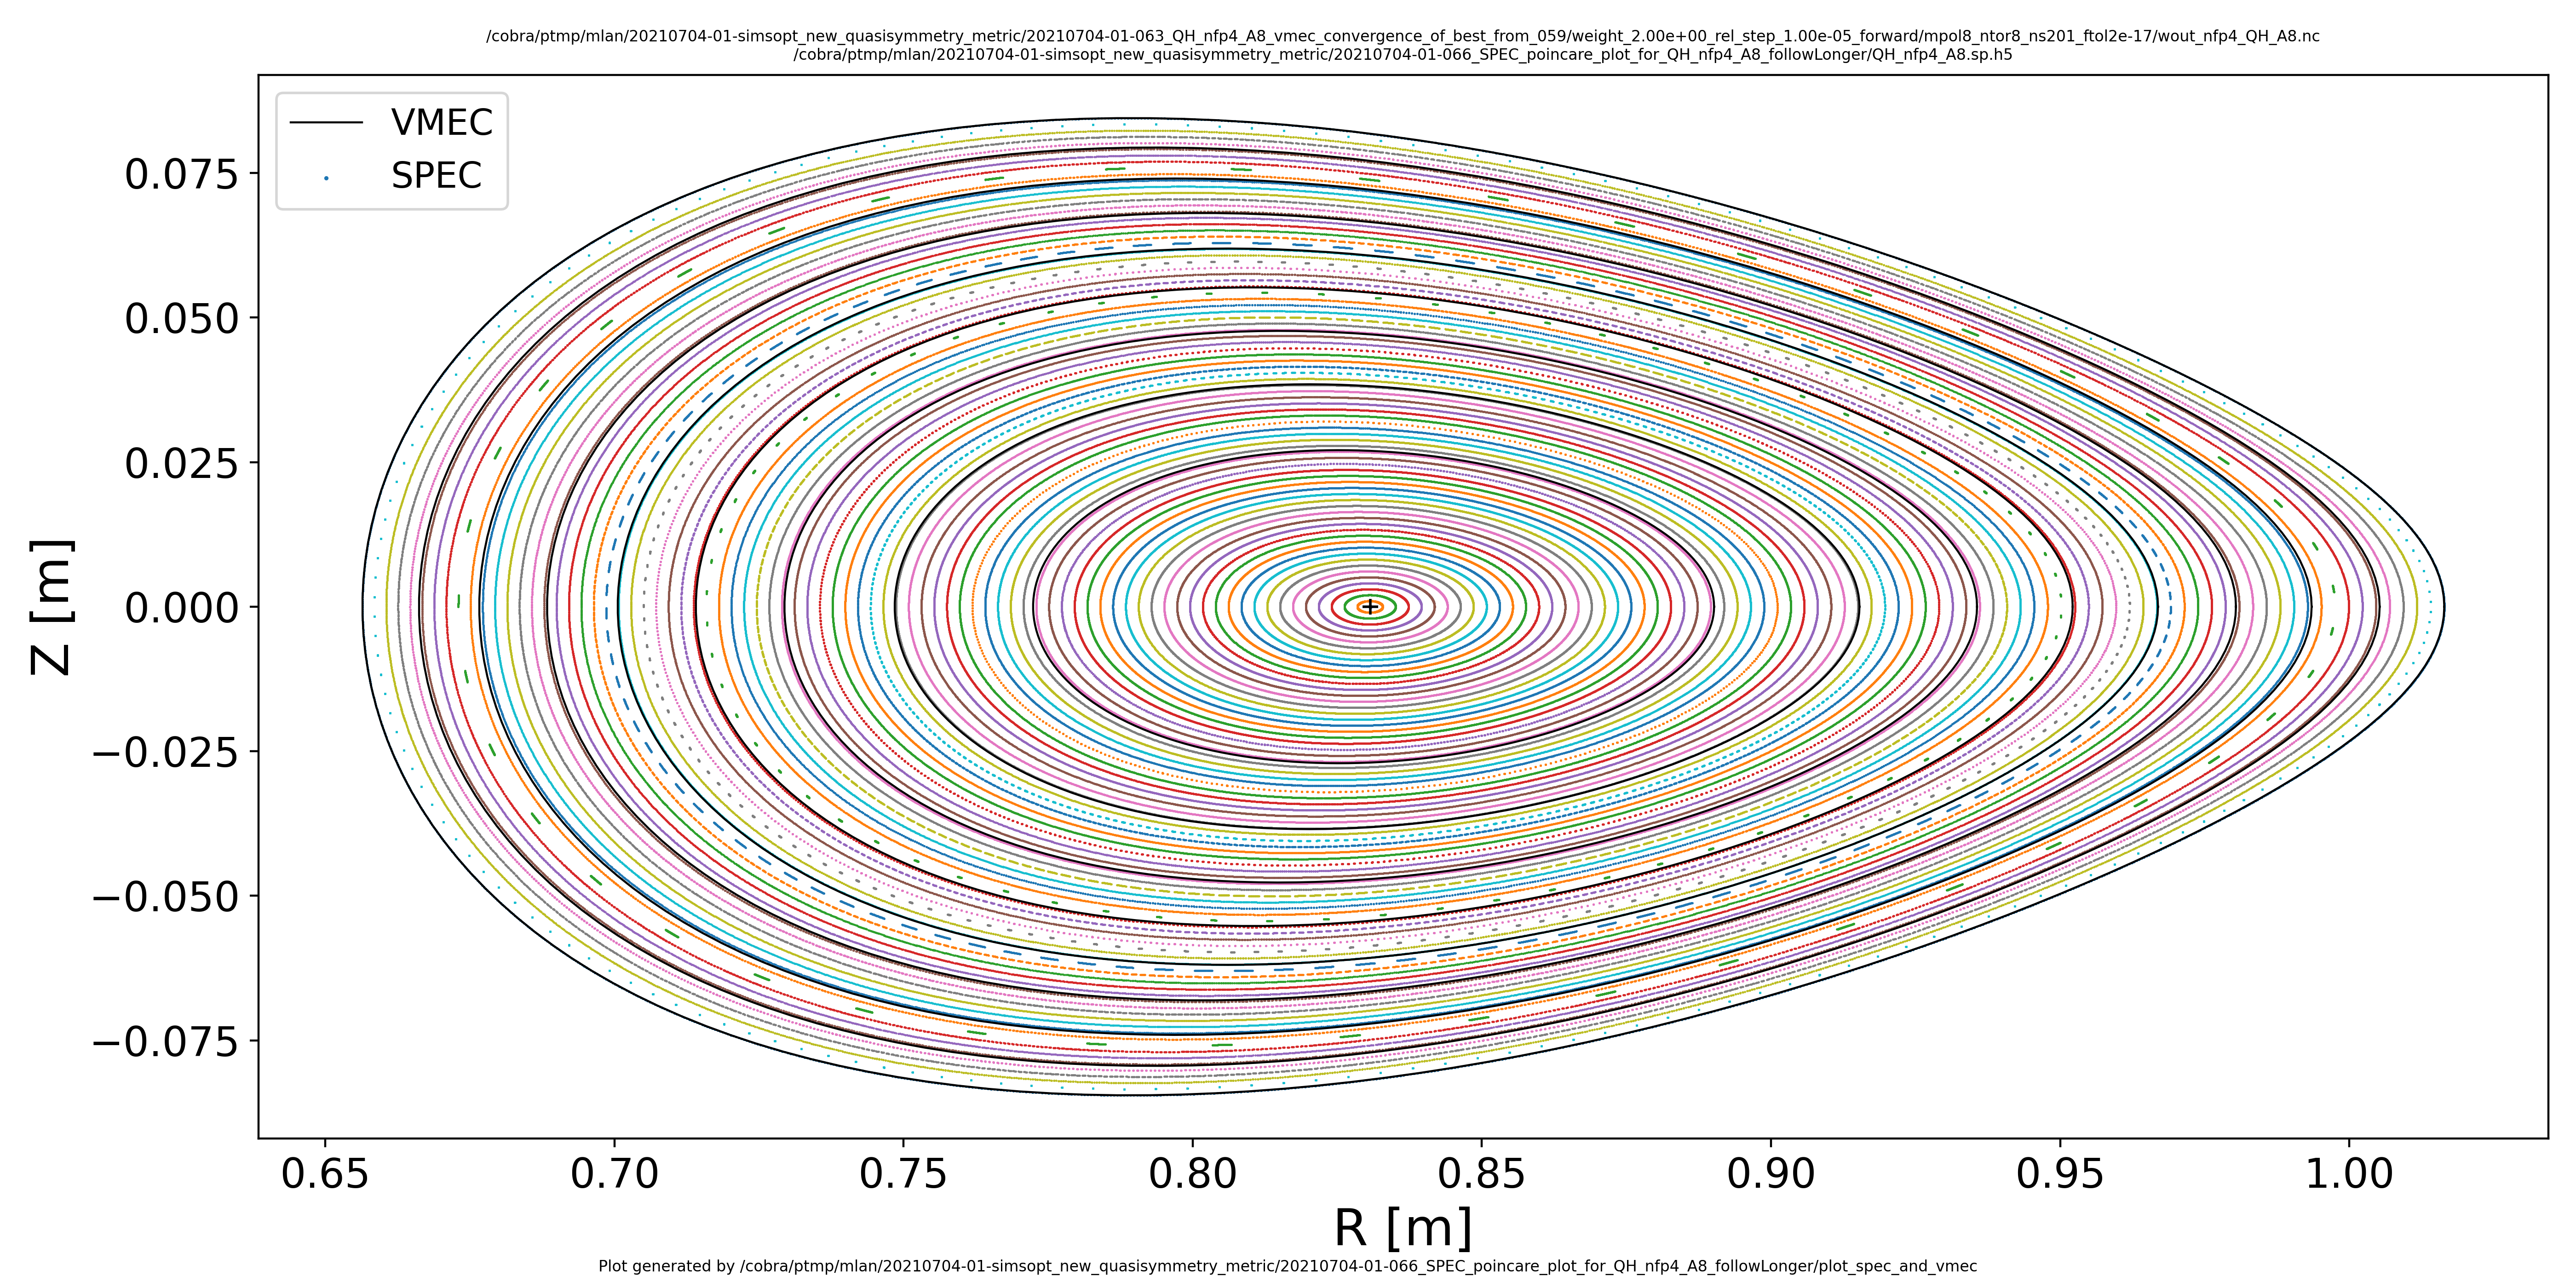 /cobra/ptmp/mlan/20210704-01-simsopt_new_quasisymmetry_metric/20210704-01-063_QH_nfp4_A8_vmec_convergence_of_best_from_059/weight_2.00e+00_rel_step_1.00e-05_forward/mpol8_ntor8_ns201_ftol2e-17/wout_nfp4_QH_A8.nc
/cobra/ptmp/mlan/20210704-01-simsopt_new_quasisymmetry_metric/20210704-01-066_SPEC_poincare_plot_for_QH_nfp4_A8_followLonger/QH_nfp4_A8.sp.h5
VMEC
SPEC
0.075
0.050
0.025
0.000
−0.025
−0.050
−0.075
Z [m]
0.65 0.70 0.75 0.80 0.85 0.90 0.95 1.00
R [m]
Plot generated by /cobra/ptmp/mlan/20210704-01-simsopt_new_quasisymmetry_metric/20210704-01-066_SPEC_poincare_plot_for_QH_nfp4_A8_followLonger/plot_spec_and_vmec